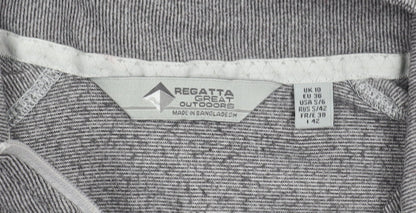 REGATTA
GREAT
OUTDOORS
MADE IN BANGLADESH
UK 10
EU 36
USA S/6
RUS S/42
FR/E 38
I 42